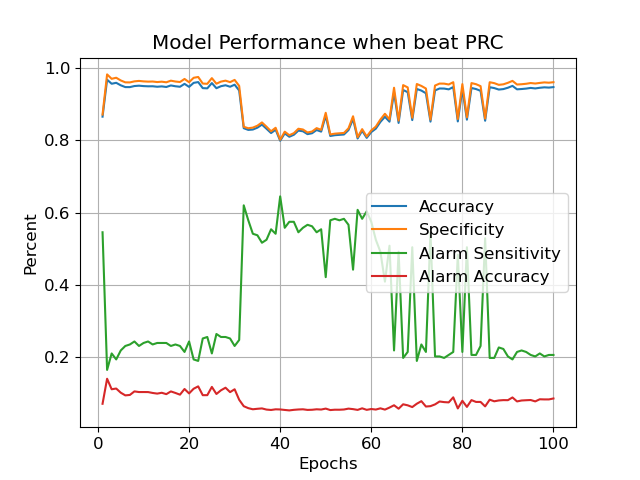 Model Performance when beat PRC
1.0
0.8
0.6
0.4
0.2
Percent
Accuracy
Specificity
Alarm Sensitivity
Alarm Accuracy
0 20 40 60 80 100
Epochs